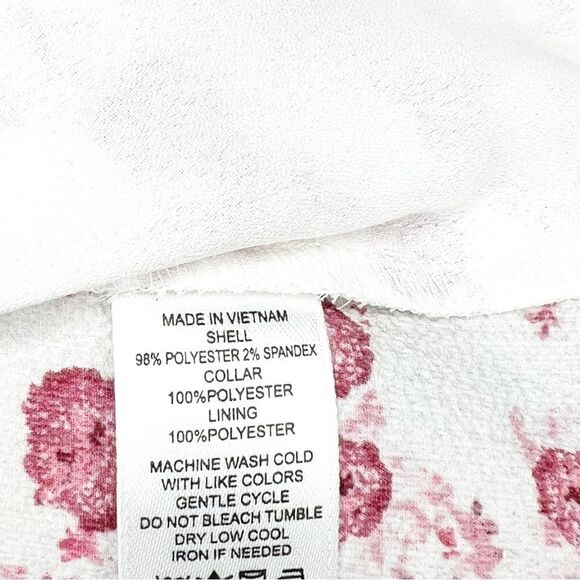 MADE IN VIETNAM
SHELL
98% POLYESTER 2% SPANDEX
COLLAR
100%POLYESTER
LINING
100%POLYESTER
MACHINE WASH COLD
WITH LIKE COLORS
GENTLE CYCLE
DO NOT BLEACH TUMBLE
DRY LOW COOL
IRON IF NEEDED